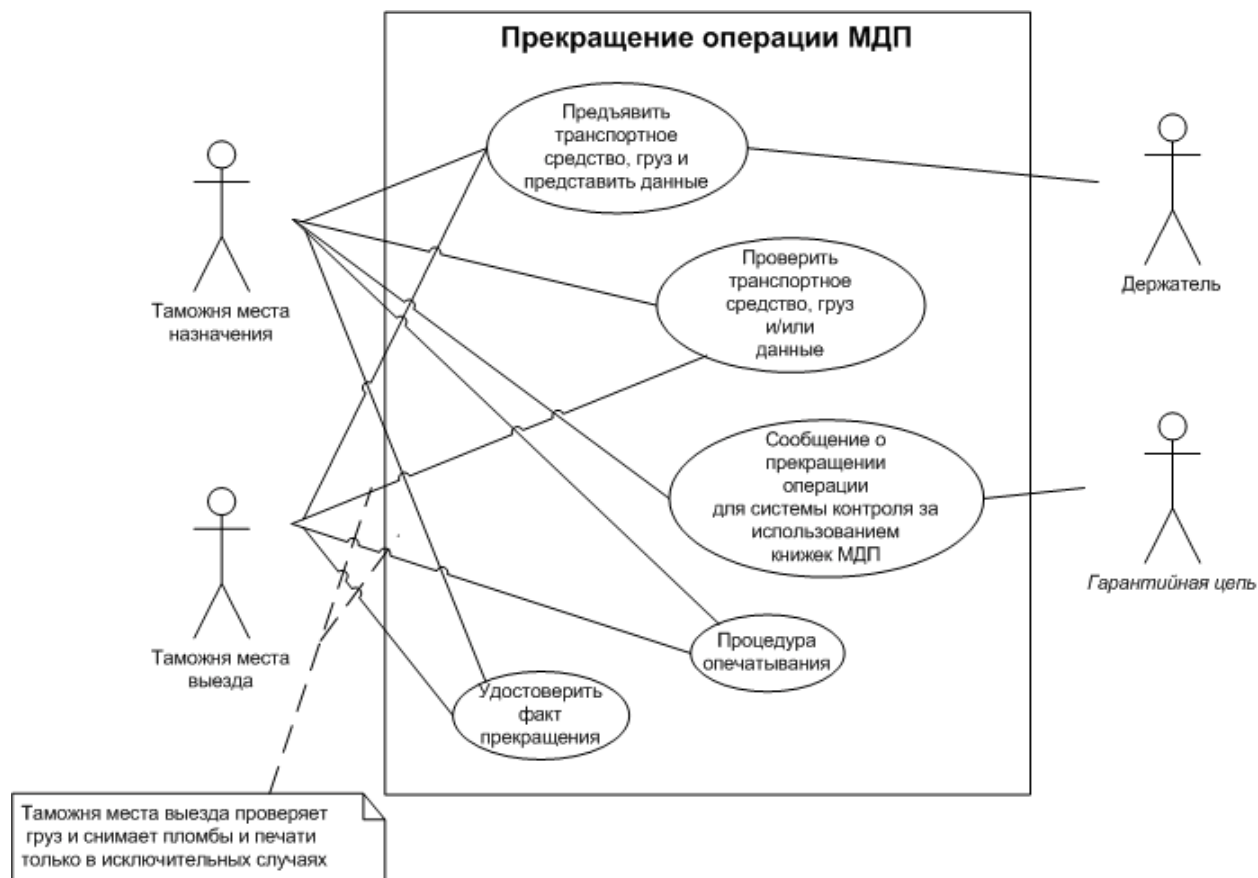 Прекращение операции МДП
Предъявить
транспортное
средство, груз и
представить данные
Таможня места
назначения
Держатель
Проверить
транспортное
средство, груз
и/или
данные
Сообщение о
прекращении
операции
для системы контроля за
использованием
книжек МДП
Гарантийная цепь
Таможня места
выезда
Процедура
опечатывания
Удостоверить
факт
прекращения
Таможня места выезда проверяет
груз и снимает пломбы и печати
только в исключительных случаях